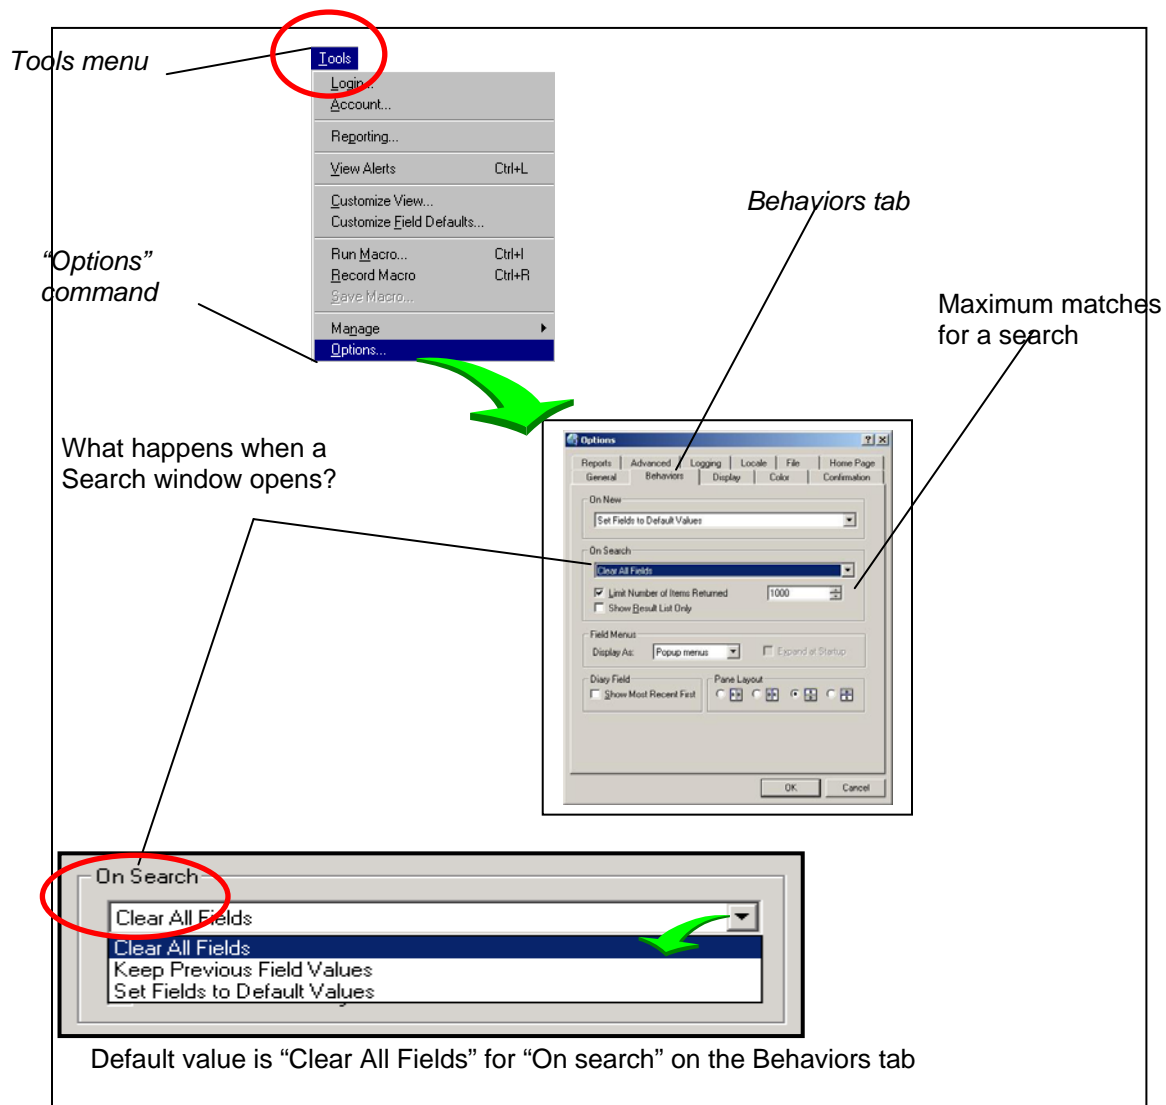 Tools menu
Tools
Login...
Account...
Reporting...
View Alerts Ctrl+L
Customize View...
Customize Field Defaults...
Run Macro... Ctrl+I
Record Macro Ctrl+R
Save Macro...
Manage
Options...
“Options”
command
Behaviors tab
Maximum matches
for a search
What happens when a
Search window opens?
Options
Reports Advanced Logging Locale File Home Page
General Behaviors Display Color Confirmation
On New
Set Fields to Default Values
On Search
Clear All Fields
Limit Number of Items Returned 1000
Show Result List Only
Field Menus
Display As: Popup menus Expand at Startup
Diary Field Pane Layout
Show Most Recent First
OK Cancel
On Search
Clear All Fields
Clear All Fields
Keep Previous Field Values
Set Fields to Default Values
Default value is “Clear All Fields” for “On search” on the Behaviors tab